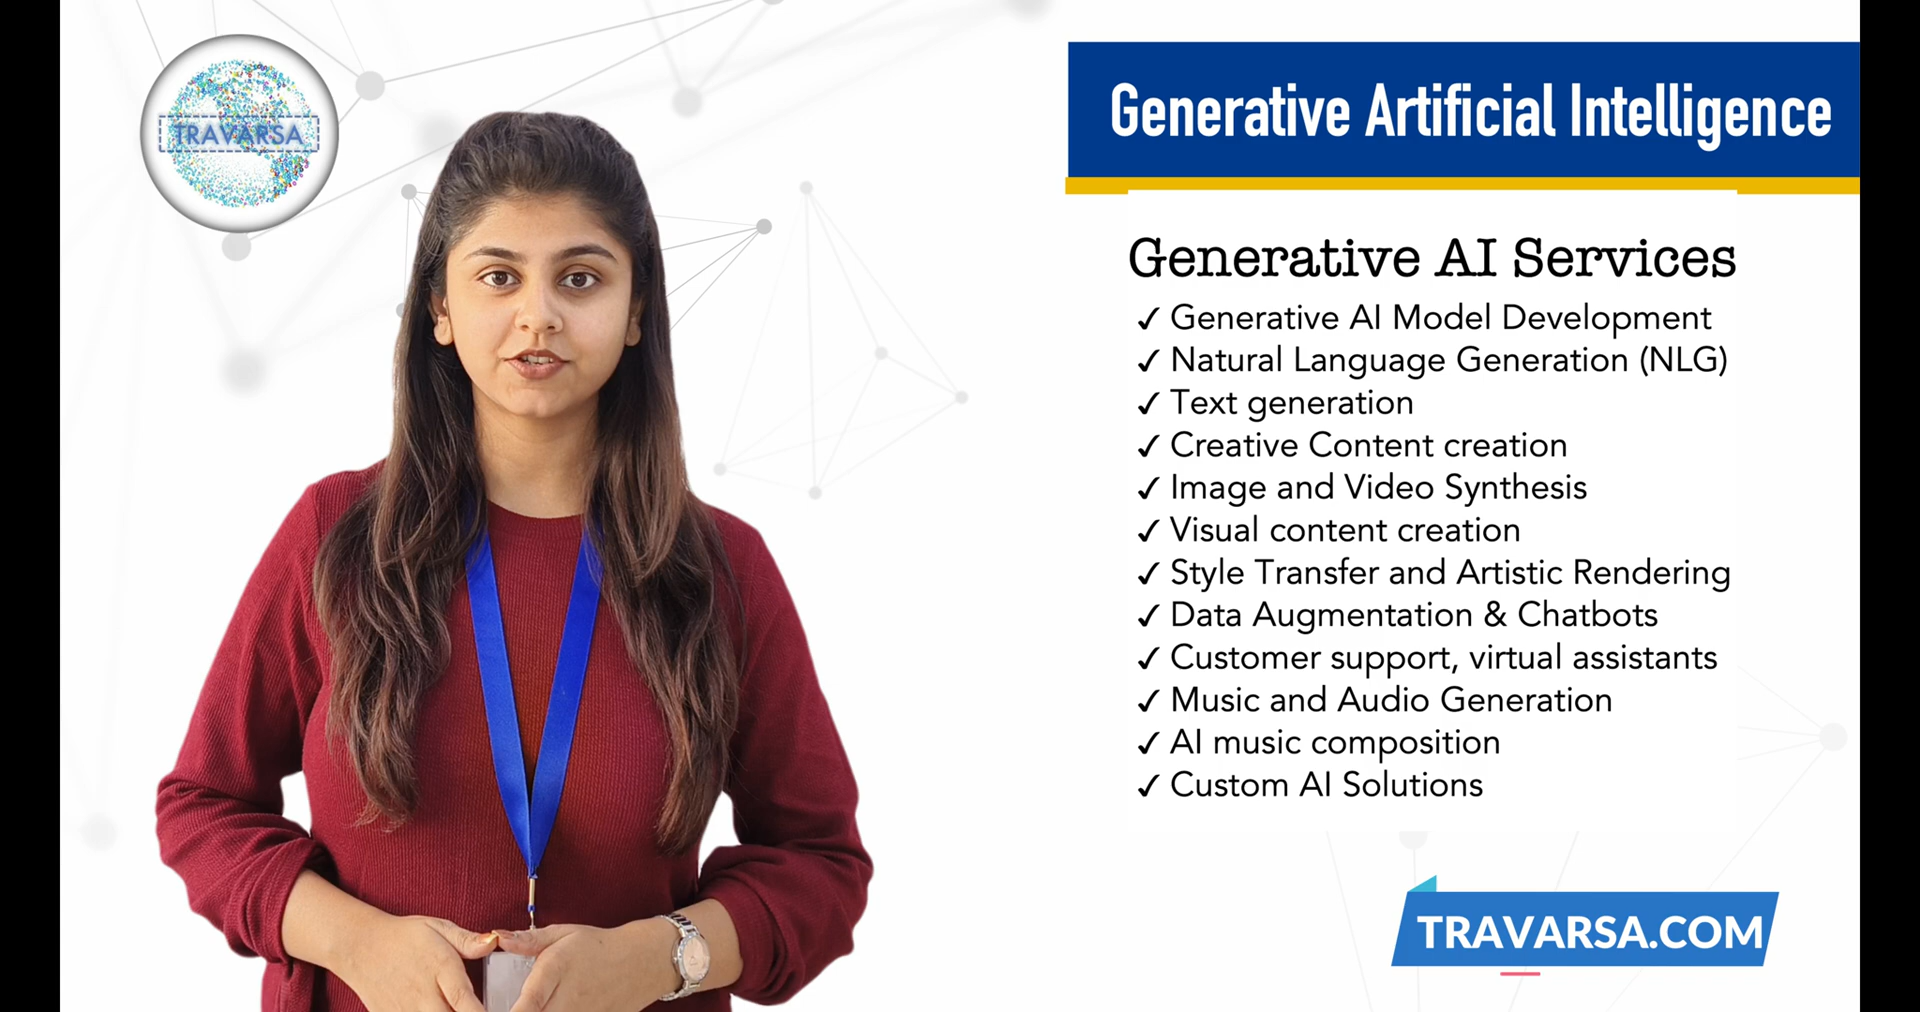 TRAVARSA
Generative Artificial Intelligence
Generative AI Services
✓ Generative AI Model Development
✓ Natural Language Generation (NLG)
✓ Text generation
✓ Creative Content creation
✓ Image and Video Synthesis
✓ Visual content creation
✓ Style Transfer and Artistic Rendering
✓ Data Augmentation & Chatbots
✓ Customer support, virtual assistants
✓ Music and Audio Generation
✓ AI music composition
✓ Custom AI Solutions
TRAVARSA.COM